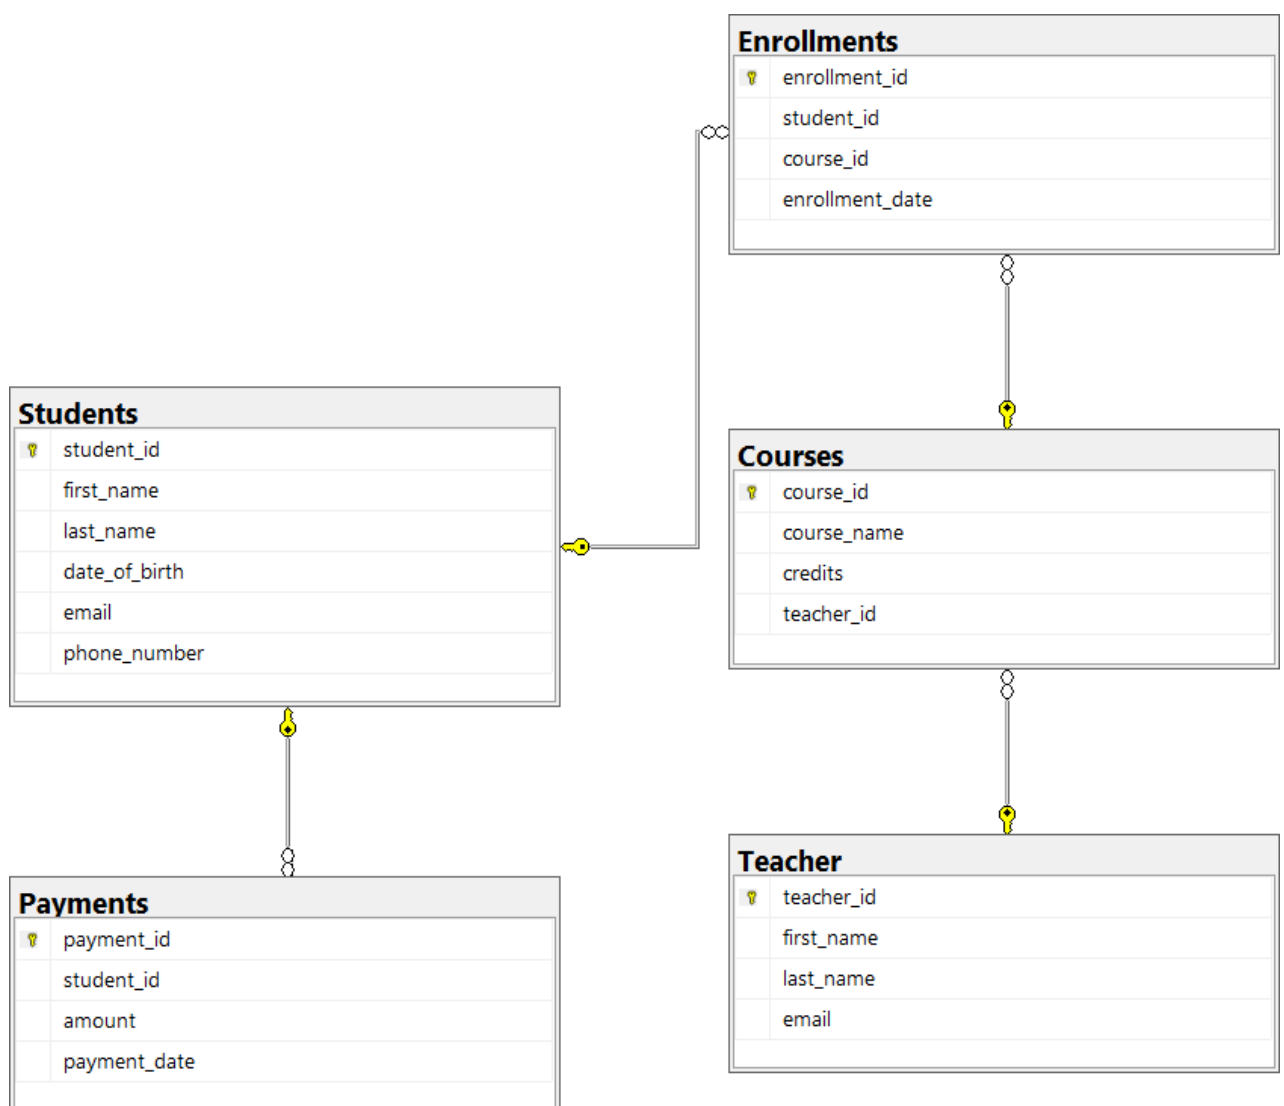 Enrollments
enrollment_id
student_id
course_id
enrollment_date
Students
student_id
first_name
last_name
date_of_birth
email
phone_number
Courses
course_id
course_name
credits
teacher_id
Payments
payment_id
student_id
amount
payment_date
Teacher
teacher_id
first_name
last_name
email